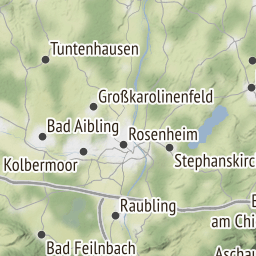 Tuntenhausen
Großkarolinenfeld
Bad Aibling
Rosenheim
Kolbermoor
Stephanskirc
Raubling
am Chi
Bad Feilnbach
Aschau